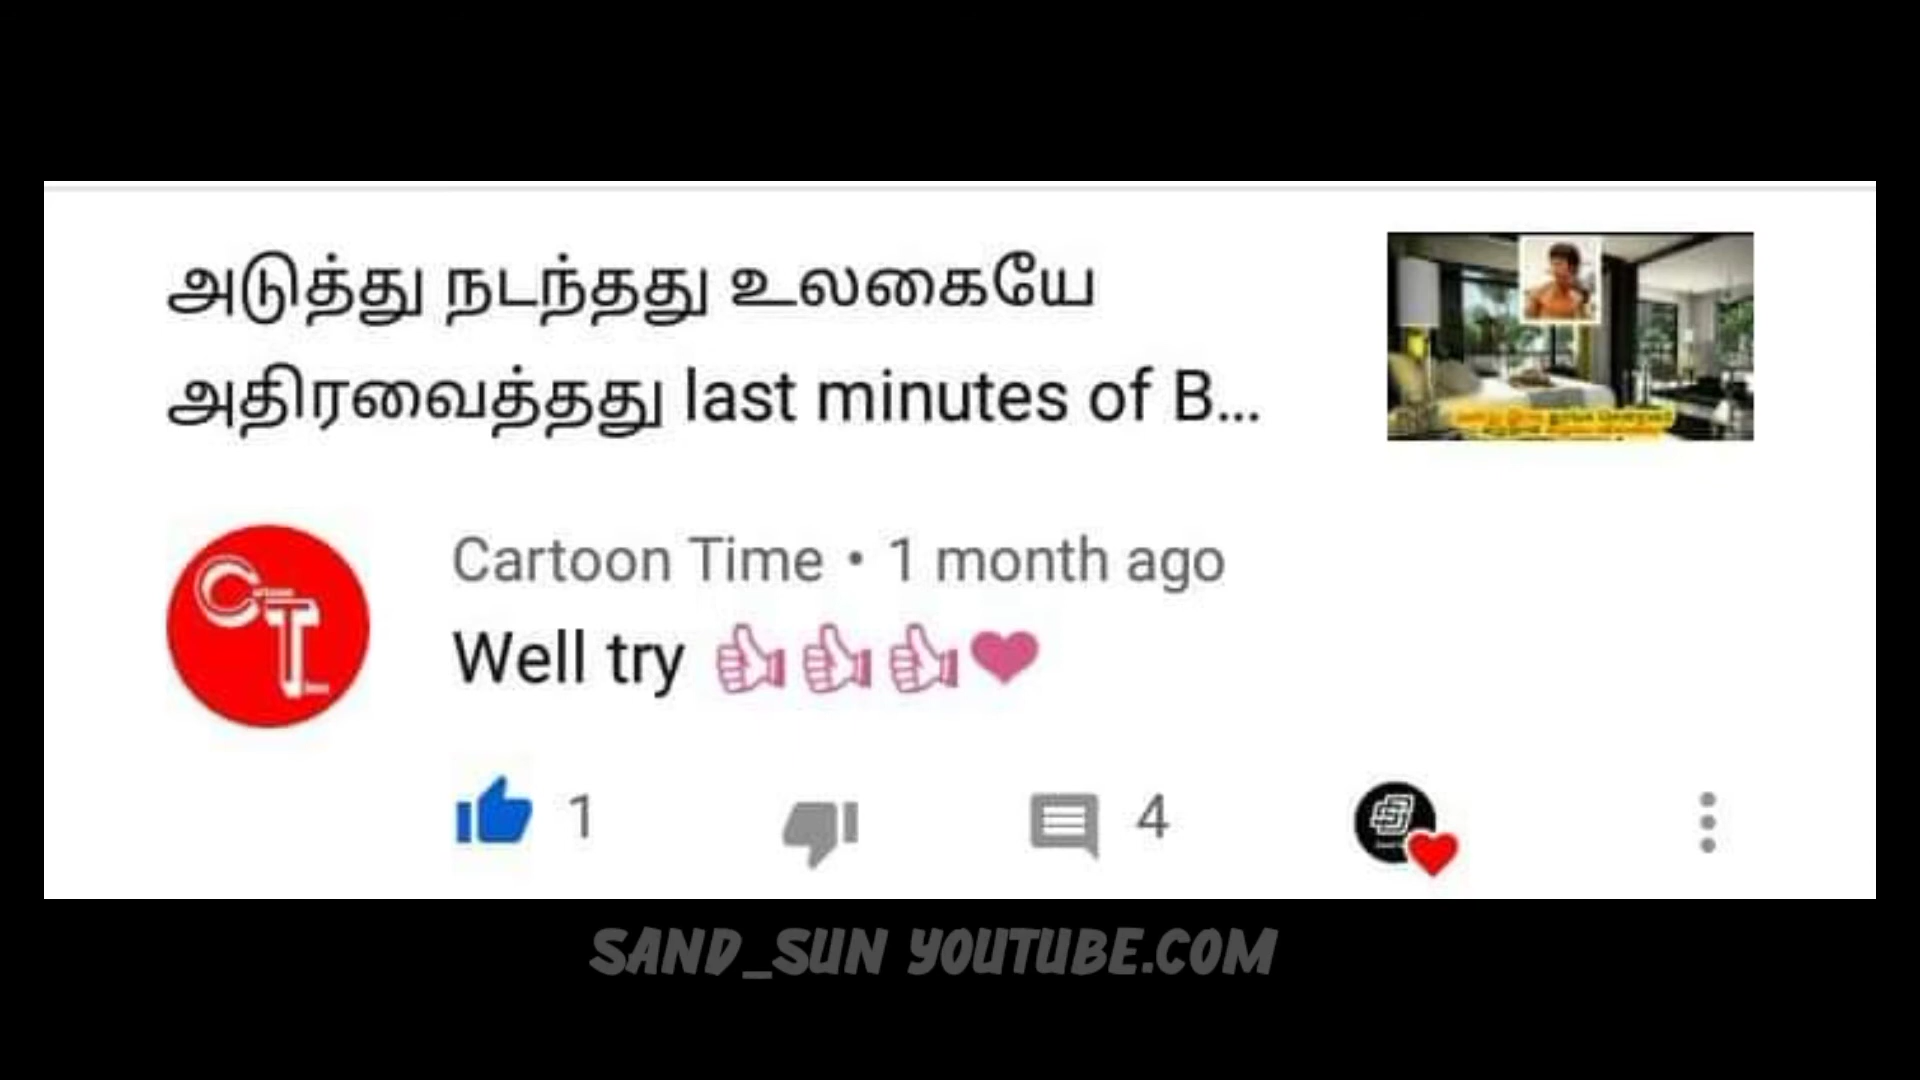 அடுத்து நடந்தது உலகையே
அதிரவைத்தது last minutes of B...
Cartoon Time • 1 month ago
Well try 👍👍👍❤
1
4
SAND_SUN YOUTUBE.COM